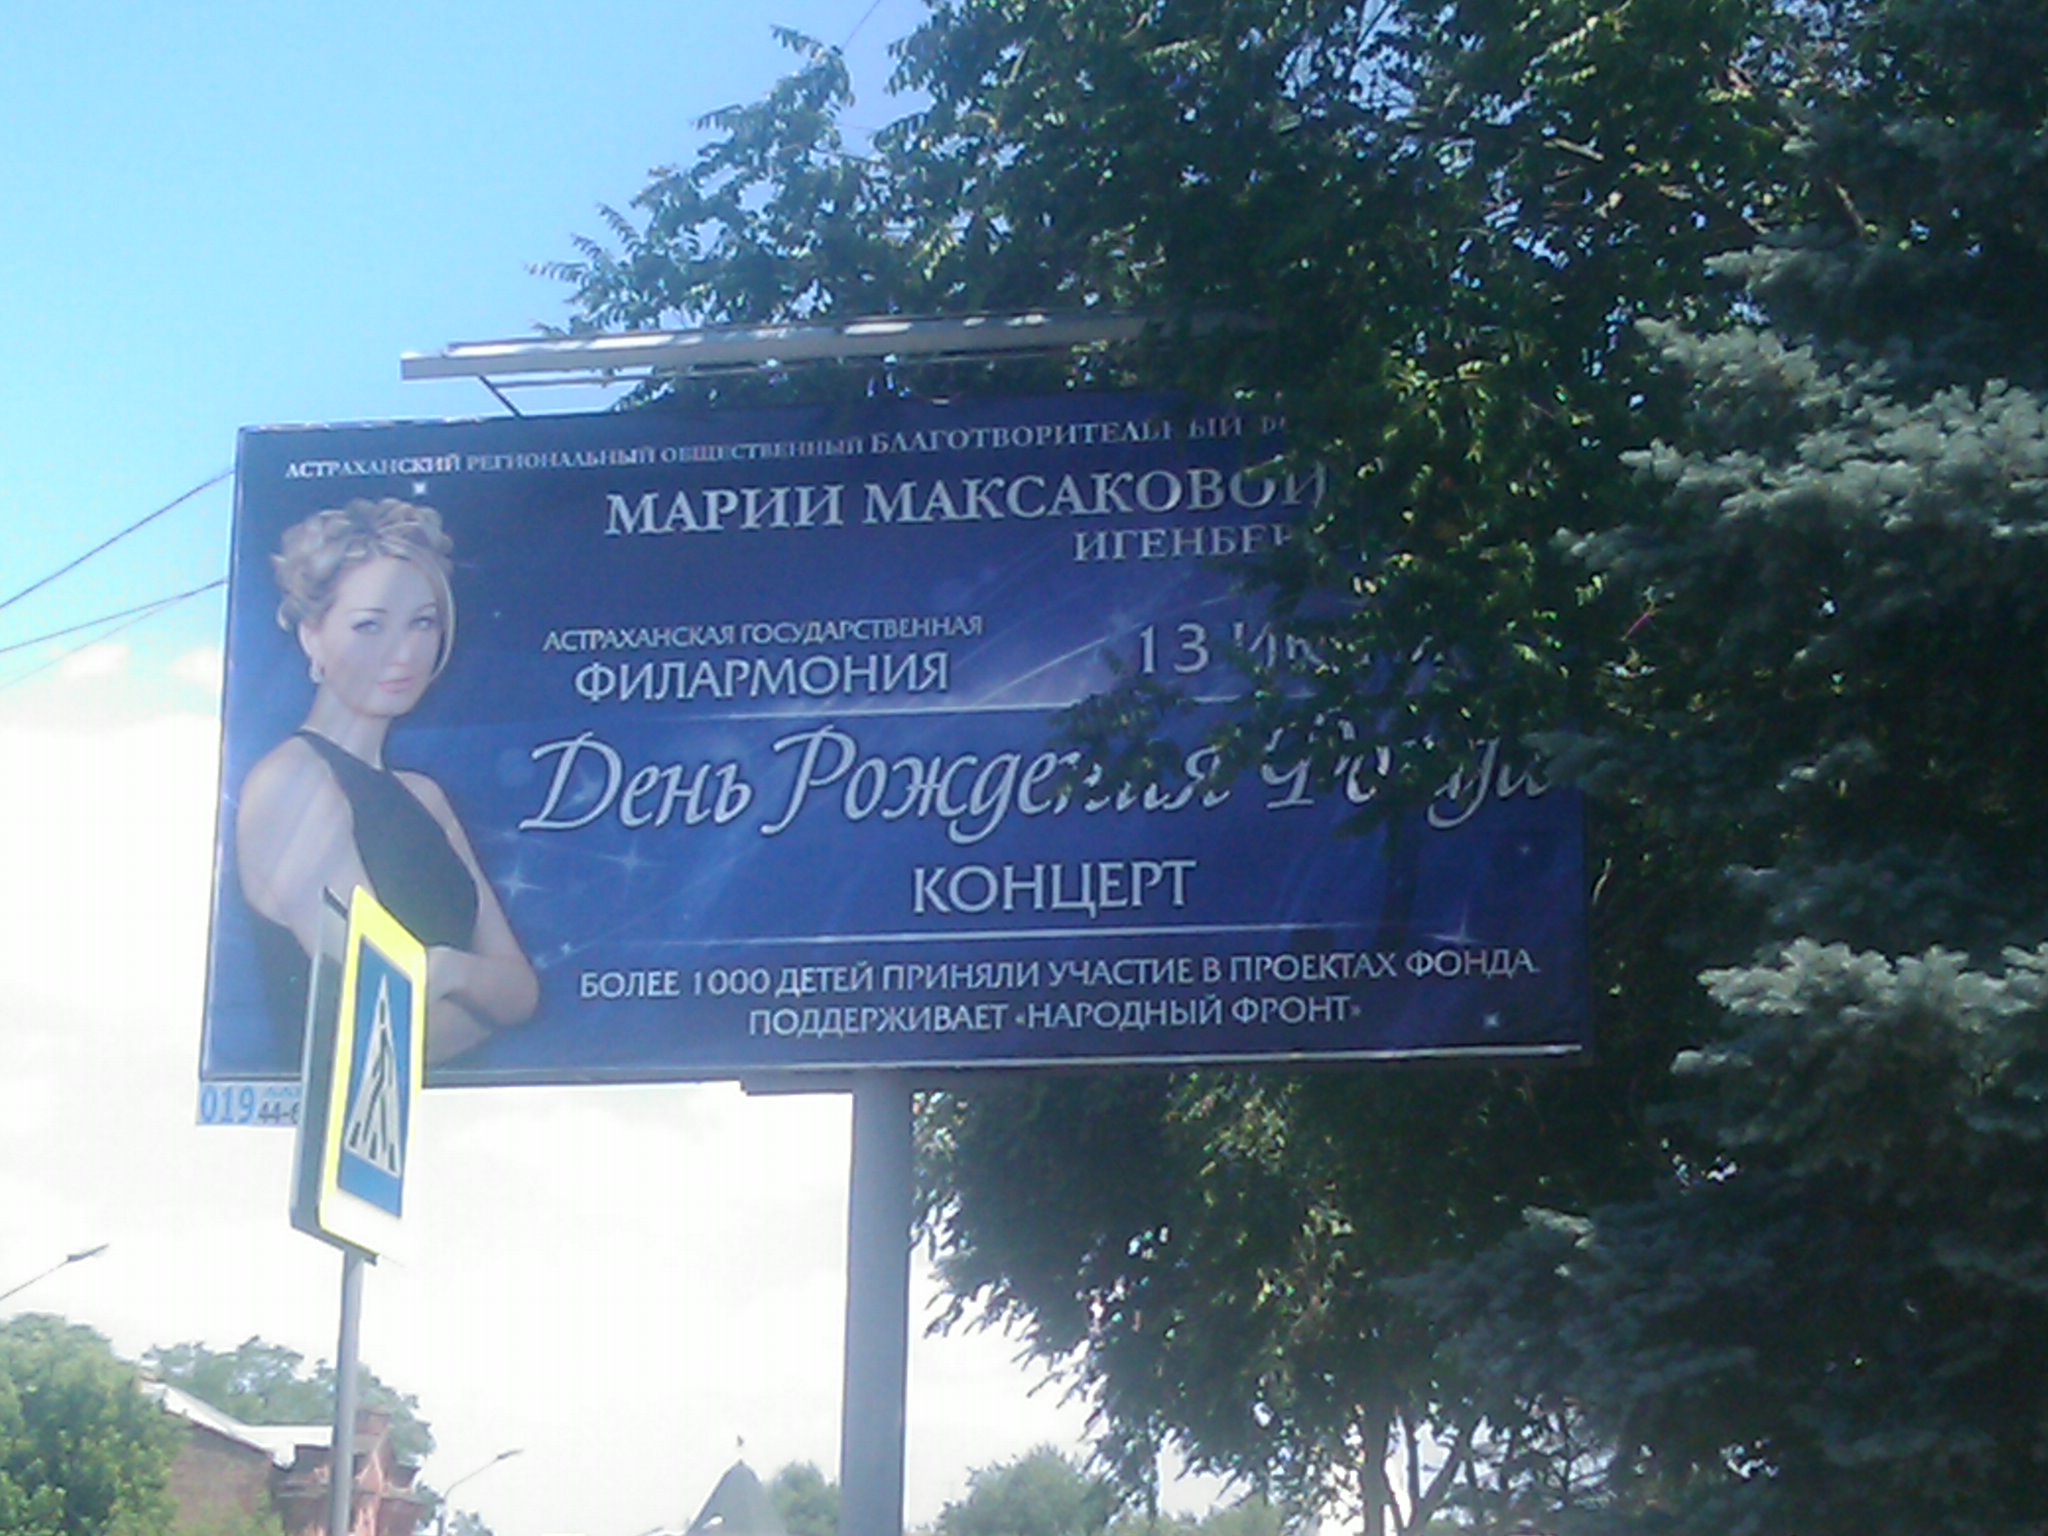 АСТРАХАНСКИЙ РЕГИОНАЛЬНЫЙ ОБЩЕСТВЕННЫЙ БЛАГОТВОРИТЕЛЬНЫЙ
МАРИИ МАКСАКОВОЙ
АСТРАХАНСКАЯ ГОСУДАРСТВЕННАЯ
ФИЛАРМОНИЯ
13
День Рождения Фонда
КОНЦЕРТ
БОЛЕЕ 1000 ДЕТЕЙ ПРИНЯЛИ УЧАСТИЕ В ПРОЕКТАХ ФОНДА.
ПОДДЕРЖИВАЕТ «НАРОДНЫЙ ФРОНТ»
019